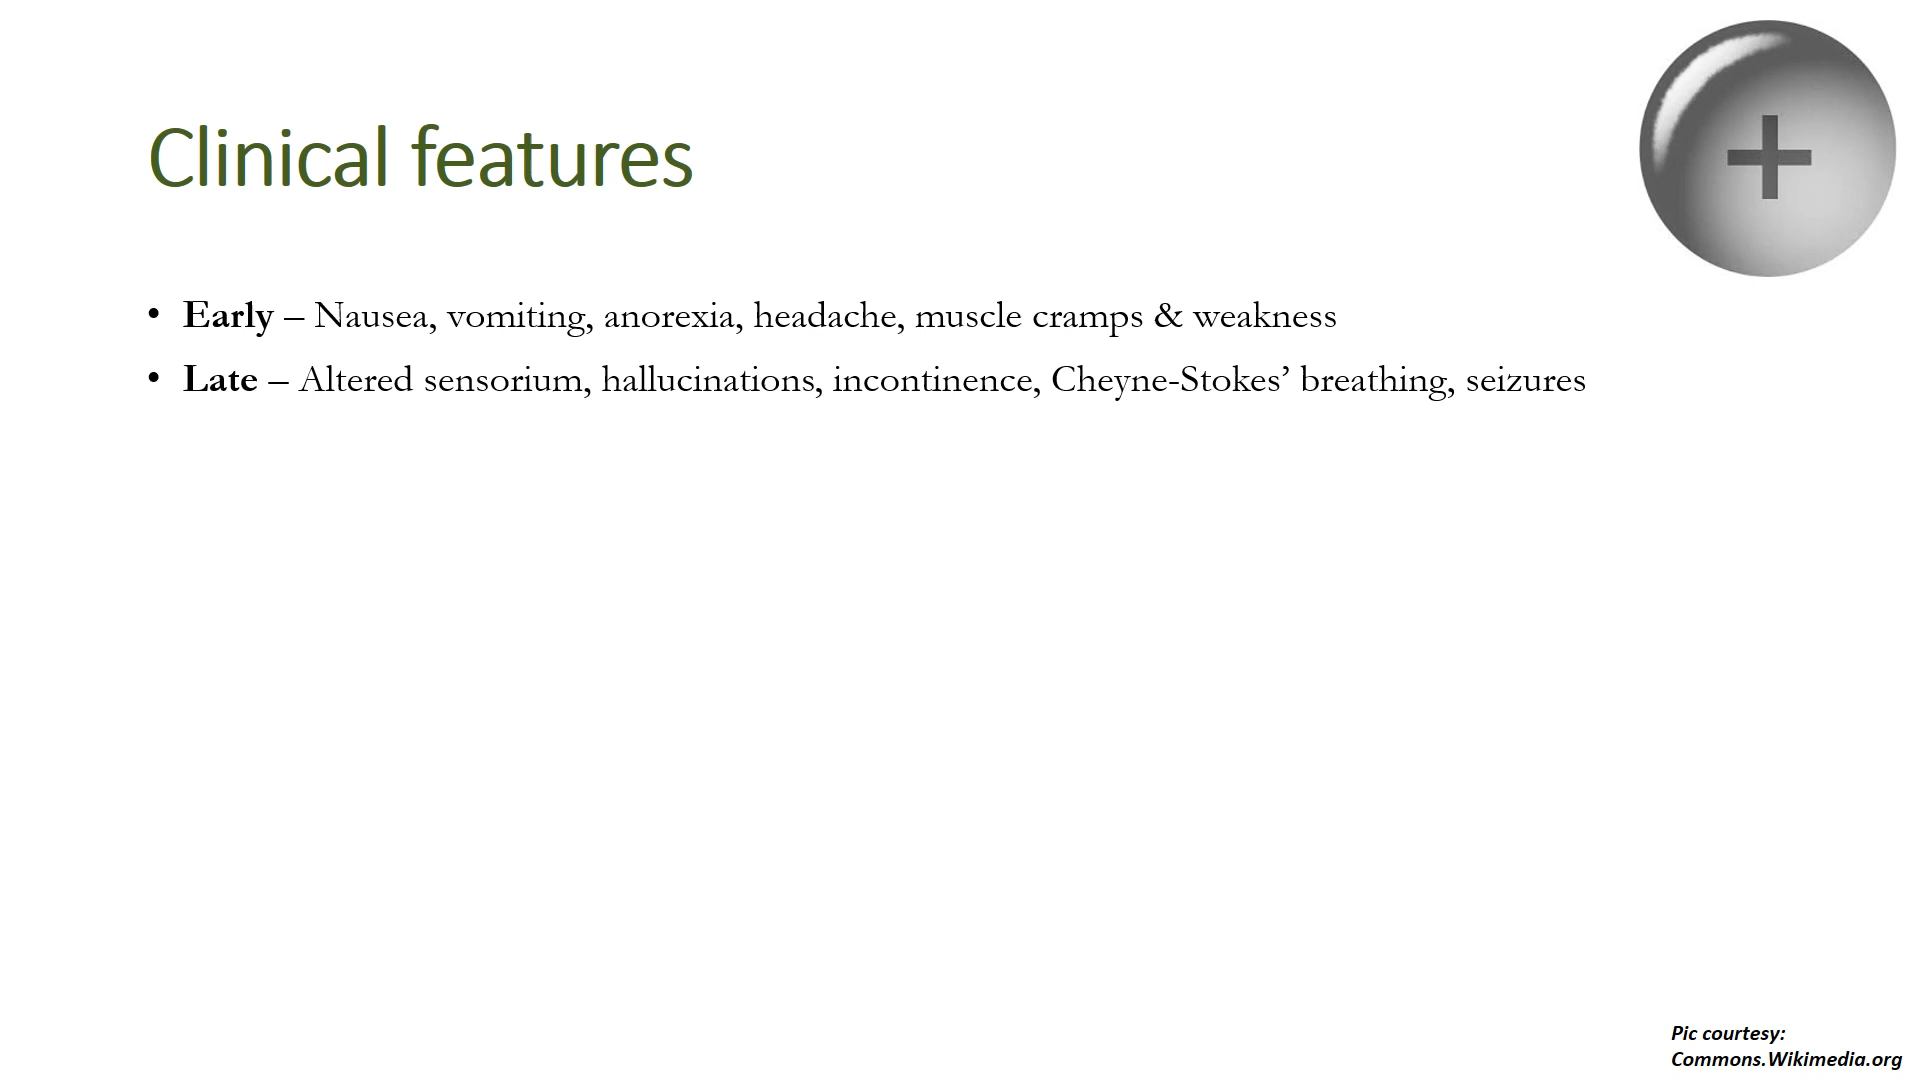 Clinical features
• Early – Nausea, vomiting, anorexia, headache, muscle cramps & weakness
• Late – Altered sensorium, hallucinations, incontinence, Cheyne-Stokes’ breathing, seizures
+
Pic courtesy:
Commons.Wikimedia.org